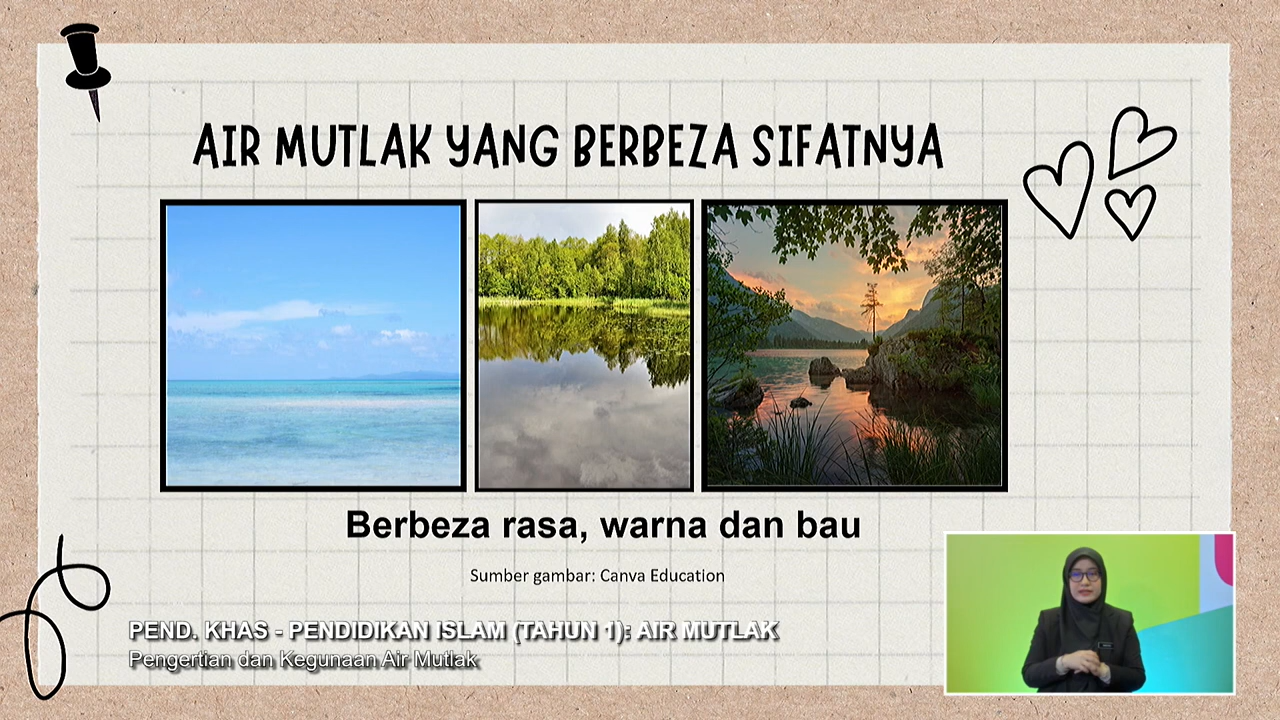 AIR MUTLAK YANG BERBEZA SIFATNYA
Berbeza rasa, warna dan bau
Sumber gambar: Canva Education
PEND. KHAS - PENDIDIKAN ISLAM (TAHUN 1): AIR MUTLAK
Pengertian dan Kegunaan Air Mutlak